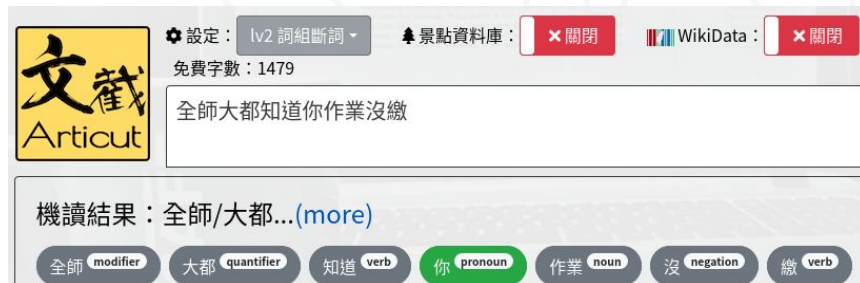 設定： lv2 詞組斷詞 景點資料庫： ×關閉 WikiData： ×關閉
免費字數：1479
文截
Articut
全師大都知道你作業沒繳
機讀結果：全師/大都...(more)
全師 modifier 大都 quantifier 知道 verb 你 pronoun 作業 noun 沒 negation 繳 verb